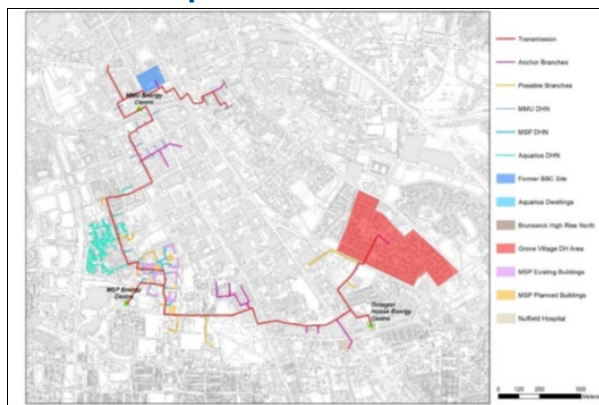 MMU Energy
Centre
MSP Energy
Centre
Octagon
House Energy
Centre
Transmission
Anchor Branches
Possible Branches
MMU DHN
MSP DHN
Aquarius DHN
Former BBC Site
Aquarius Dwellings
Brunswick High Rise North
Grove Village DH Area
MSP Existing Buildings
MSP Planned Buildings
Nuffield Hospital
0 125 250 500
Meters